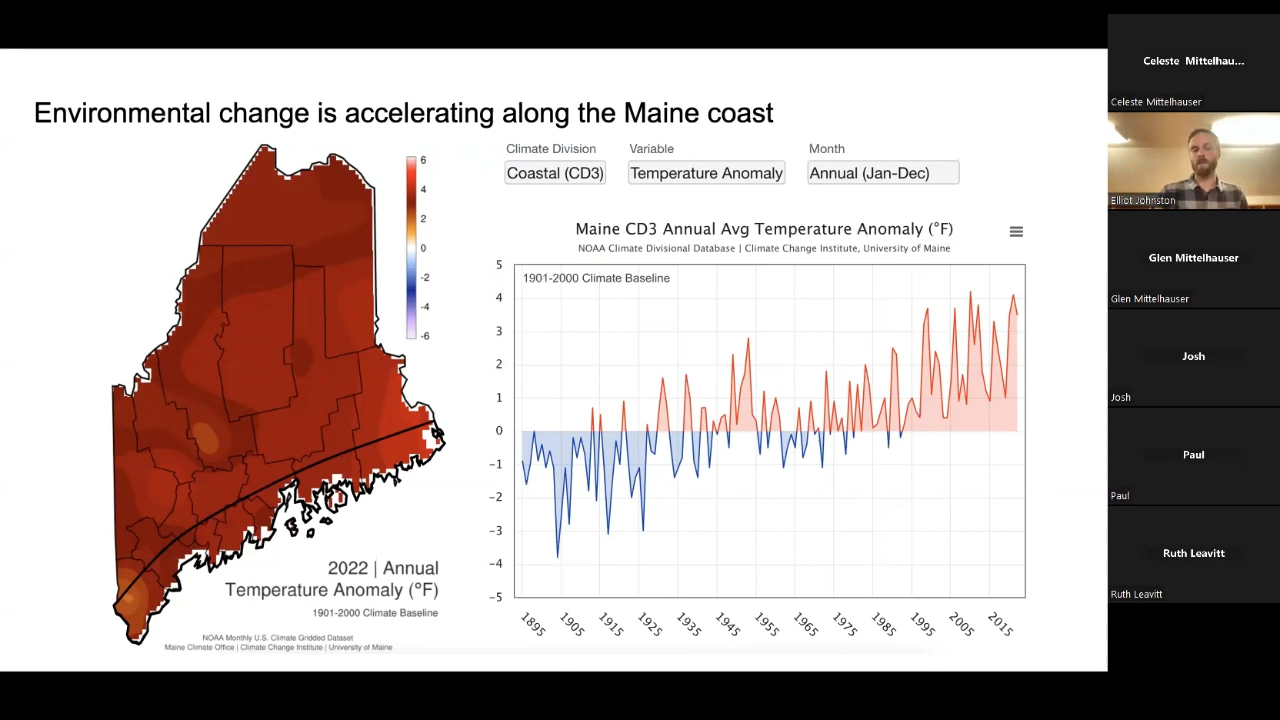 Environmental change is accelerating along the Maine coast
6
4
2
0
-2
-4
-6
2022 | Annual
Temperature Anomaly (°F)
1901-2000 Climate Baseline
NOAA Monthly U.S. Climate Gridded Dataset
Maine Climate Office | Climate Change Institute | University of Maine
Climate Division
Variable
Month
Coastal (CD3)
Temperature Anomaly
Annual (Jan-Dec)
Maine CD3 Annual Avg Temperature Anomaly (°F)
NOAA Climate Divisional Database | Climate Change Institute, University of Maine
1901-2000 Climate Baseline
5
4
3
2
1
0
−1
−2
−3
−4
−5
1895
1905
1915
1925
1935
1945
1955
1965
1975
1985
1995
2005
2015
Celeste Mittelhau...
Celeste Mittelhauser
Elliot Johnston
Glen Mittelhauser
Glen Mittelhauser
Josh
Josh
Paul
Paul
Ruth Leavitt
Ruth Leavitt